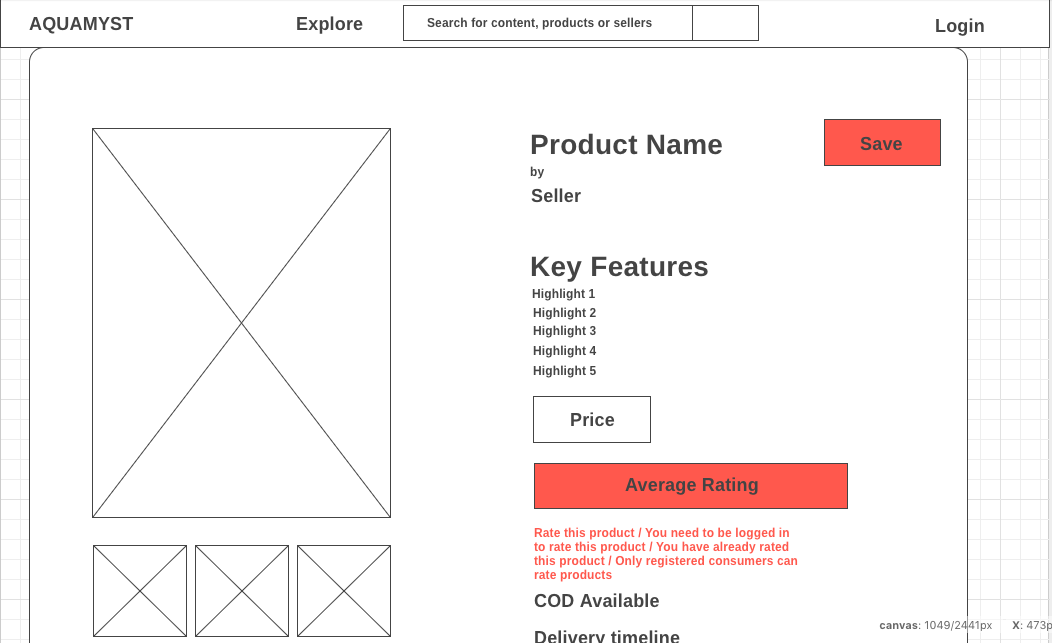 AQUAMYST
Explore
Search for content, products or sellers
Login
Product Name
Save
by
Seller
Key Features
Highlight 1
Highlight 2
Highlight 3
Highlight 4
Highlight 5
Price
Average Rating
Rate this product / You need to be logged in
to rate this product / You have already rated
this product / Only registered consumers can
rate products
COD Available
canvas: 1049/2441px X: 473p
Delivery timeline